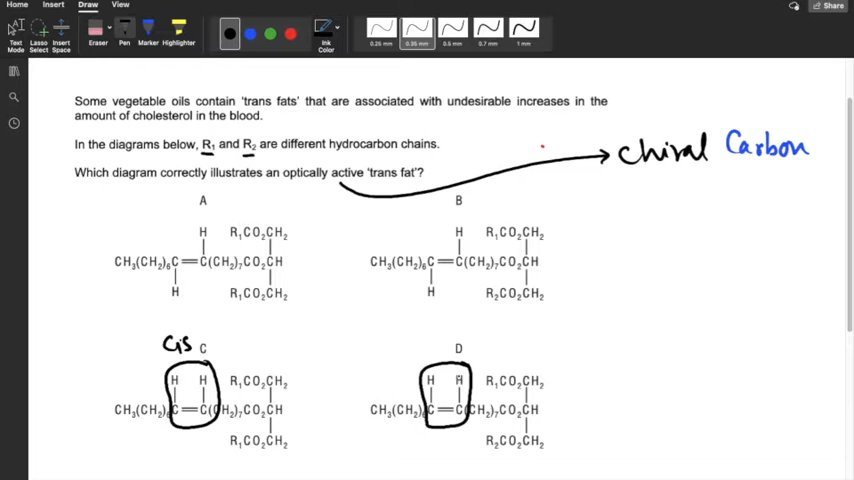 Home Insert Draw View
Share
Text Mode
Lasso Select
Insert Space
Eraser
Pen
Marker
Highlighter
Ink Color
0.25 mm
0.35 mm
0.5 mm
0.7 mm
1 mm
Some vegetable oils contain 'trans fats' that are associated with undesirable increases in the
amount of cholesterol in the blood.
In the diagrams below, R₁ and R₂ are different hydrocarbon chains.
chiral Carbon
Which diagram correctly illustrates an optically active 'trans fat'?
A
H R₁CO₂CH₂
CH₃(CH₂)₆C=C(CH₂)₇CO₂CH
H R₁CO₂CH₂
B
H R₁CO₂CH₂
CH₃(CH₂)₆C=C(CH₂)₇CO₂CH
H R₂CO₂CH₂
cis C
H H R₁CO₂CH₂
CH₃(CH₂)₆C=C(CH₂)₇CO₂CH
R₁CO₂CH₂
D
H H R₁CO₂CH₂
CH₃(CH₂)₆C=C(CH₂)₇CO₂CH
R₂CO₂CH₂